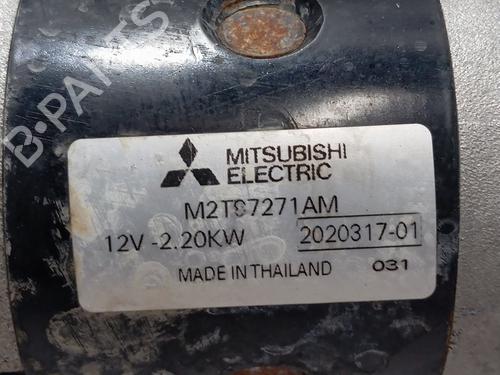 B-PARTS
MITSUBISHI
ELECTRIC
M2T87271AM
12V -2.20KW 2020317-01
MADE IN THAILAND 031